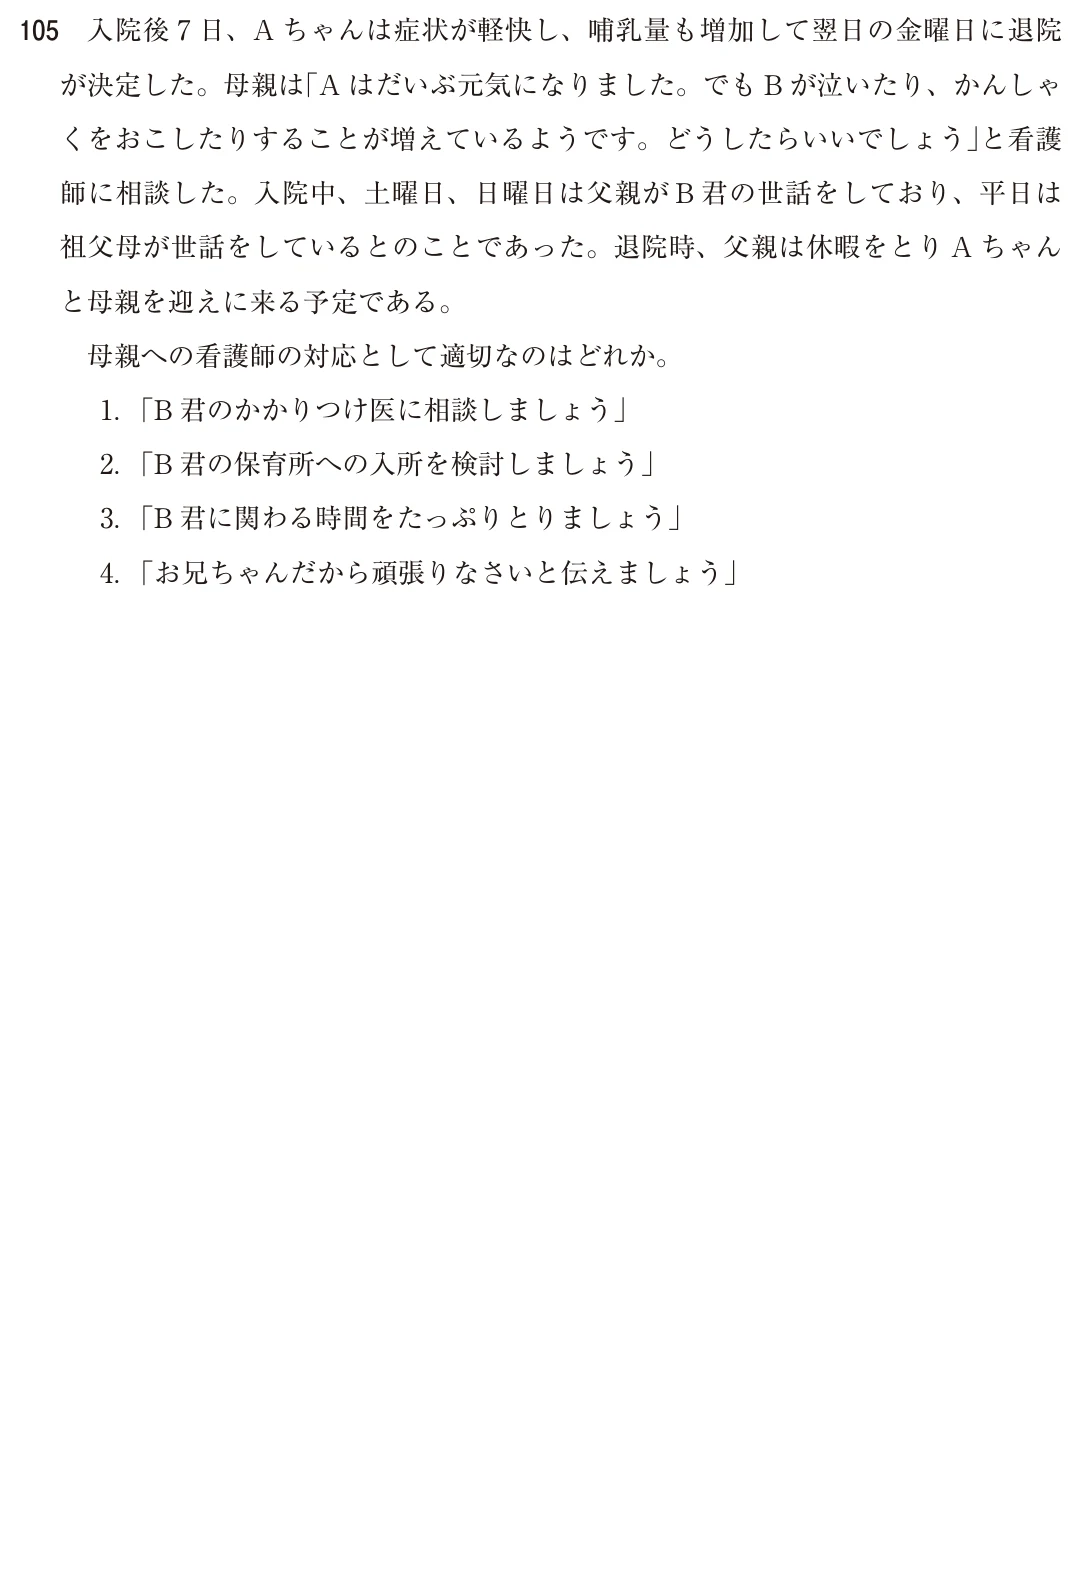 105　入院後７日、Aちゃんは症状が軽快し、哺乳量も増加して翌日の金曜日に退院
が決定した。母親は「Aはだいぶ元気になりました。でもBが泣いたり、かんしゃ
くをおこしたりすることが増えているようです。どうしたらいいでしょう」と看護
師に相談した。入院中、土曜日、日曜日は父親がB君の世話をしており、平日は
祖父母が世話をしているとのことであった。退院時、父親は休暇をとりAちゃん
と母親を迎えに来る予定である。
母親への看護師の対応として適切なのはどれか。
1. 「B君のかかりつけ医に相談しましょう」
2. 「B君の保育所への入所を検討しましょう」
3. 「B君に関わる時間をたっぷりとりましょう」
4. 「お兄ちゃんだから頑張りなさいと伝えましょう」